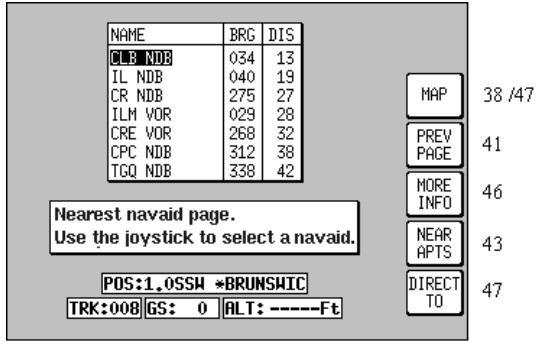 NAME BRG DIS
CLB NDB 034 13
IL NDB 040 19
CR NDB 275 27
ILM VOR 029 28
CRE VOR 268 32
CPC NDB 312 38
TGQ NDB 338 42
Nearest navaid page.
Use the joystick to select a navaid.
POS:1.0SSW *BRUNSWIC
TRK:008 GS: 0 ALT: -----Ft
MAP 38 /47
PREV
PAGE
41
MORE
INFO
46
NEAR
APTS
43
DIRECT
TO
47